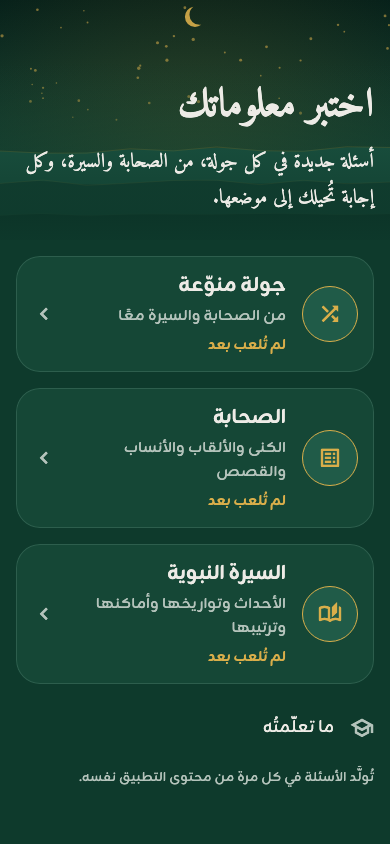 اختبر معلوماتك
أسئلة جديدة في كل جولة، من الصحابة والسيرة، وكل
إجابة تُحيلك إلى موضعها.
جولة منوّعة
من الصحابة والسيرة معًا
لم تُلعب بعد
الصحابة
الكنى والألقاب والأنساب
والقصص
لم تُلعب بعد
السيرة النبوية
الأحداث وتواريخها وأماكنها
وترتيبها
لم تُلعب بعد
ما تعلّمتُه
تُولَّد الأسئلة في كل مرة من محتوى التطبيق نفسه.